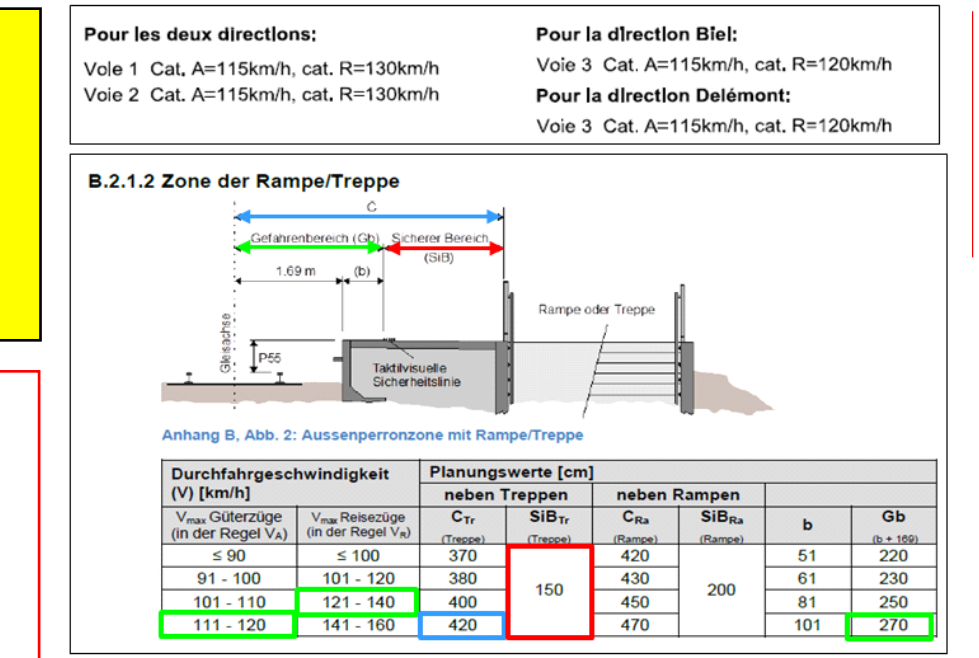 Pour les deux directions:
Voie 1 Cat. A=115km/h, cat. R=130km/h
Voie 2 Cat. A=115km/h, cat. R=130km/h
Pour la direction Biel:
Voie 3 Cat. A=115km/h, cat. R=120km/h
Pour la direction Delémont:
Voie 3 Cat. A=115km/h, cat. R=120km/h
B.2.1.2 Zone der Rampe/Treppe
C
Gefahrenbereich (Gb) Sicherer Bereich
(SiB)
1.69 m (b)
Rampe oder Treppe
Gleisachse
P55
Taktilvisuelle
Sicherheitslinie
Anhang B, Abb. 2: Aussenperronzone mit Rampe/Treppe
Durchfahrgeschwindigkeit Planungswerte [cm]
(V) [km/h] neben Treppen neben Rampen
Vmax Güterzüge Vmax Reisezüge CTr SiBTr CRa SiBRa b Gb
(in der Regel VA) (in der Regel VR) (Treppe) (Treppe) (Rampe) (Rampe) (b + 169)
≤ 90 ≤ 100 370 150 420 200 51 220
91 - 100 101 - 120 380 430 61 230
101 - 110 121 - 140 400 450 81 250
111 - 120 141 - 160 420 470 101 270